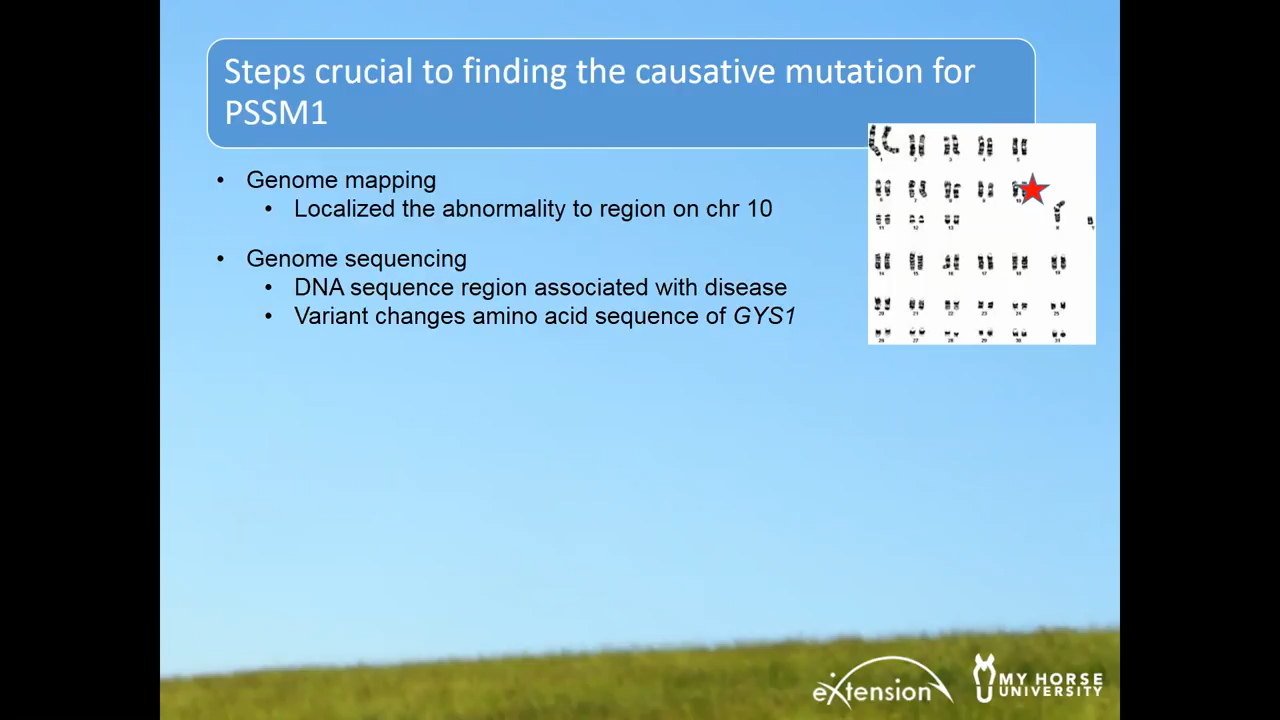 Steps crucial to finding the causative mutation for
PSSM1
• Genome mapping
• Localized the abnormality to region on chr 10
• Genome sequencing
• DNA sequence region associated with disease
• Variant changes amino acid sequence of GYS1
eXtension
MY HORSE
UNIVERSITY